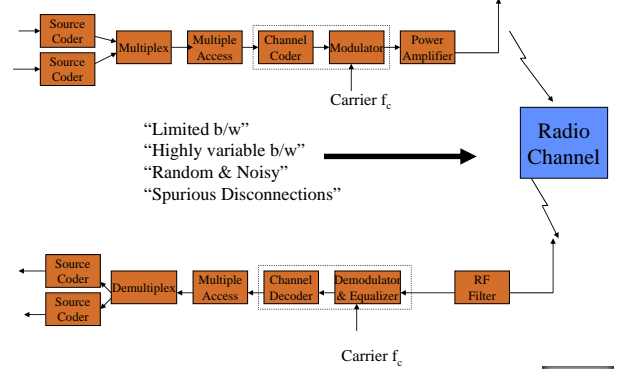 Source
Coder
Source
Coder
Multiplex
Multiple
Access
Channel
Coder
Modulator
Power
Amplifier
Carrier fc
“Limited b/w”
“Highly variable b/w”
“Random & Noisy”
“Spurious Disconnections”
Radio
Channel
Source
Coder
Source
Coder
Demultiplex
Multiple
Access
Channel
Decoder
Demodulator
& Equalizer
RF
Filter
Carrier fc